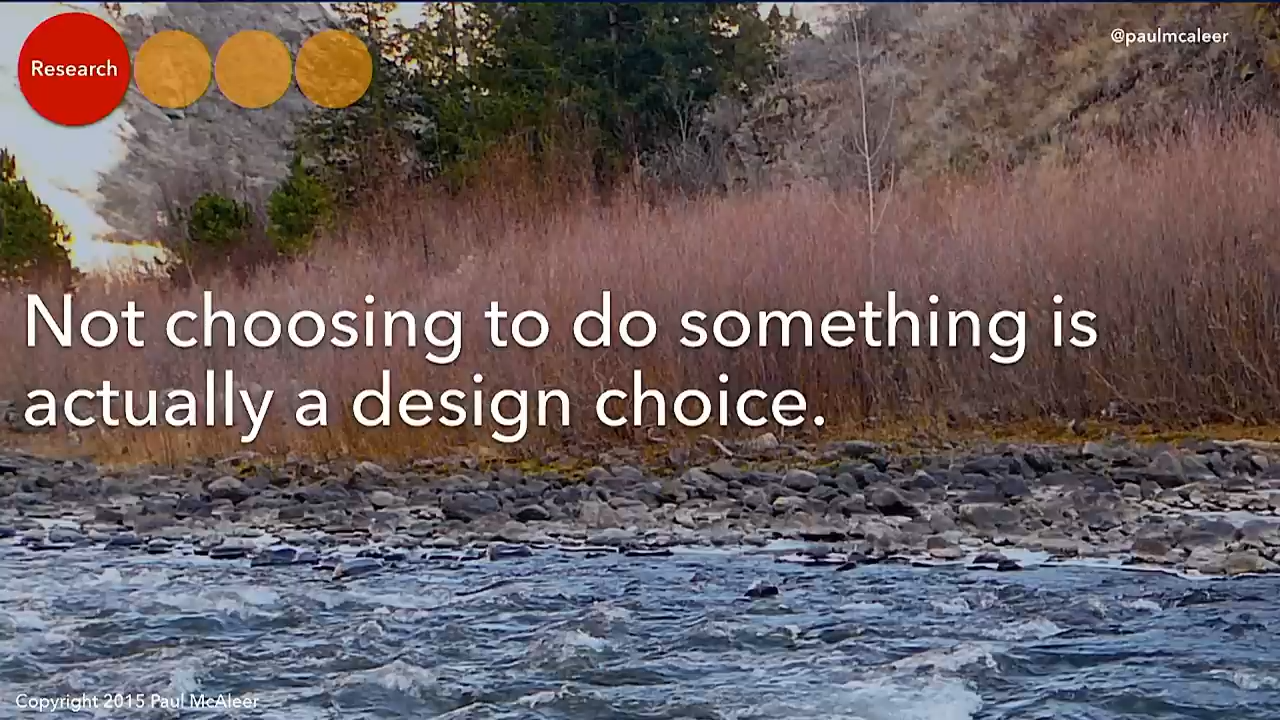 Research
@paulmcaleer
Not choosing to do something is
actually a design choice.
Copyright 2015 Paul McAleer